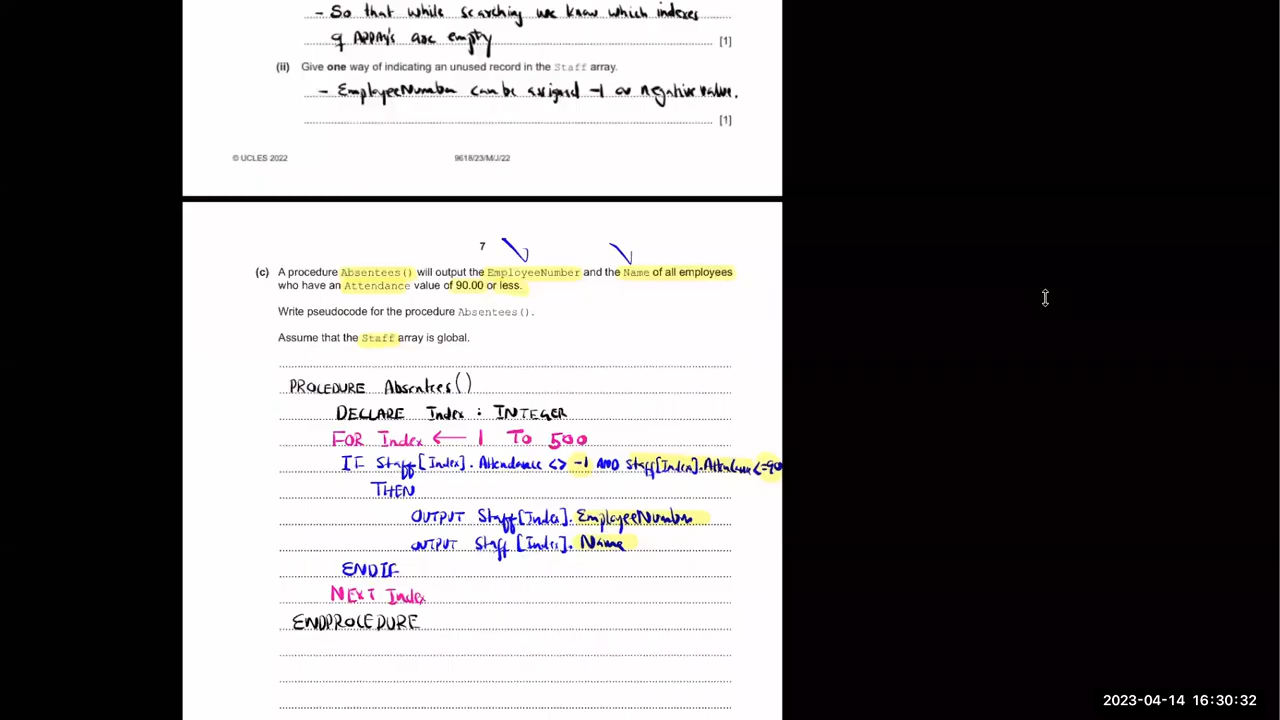 - So that while searching we know which indexes
of ARRAYs are empty
[1]
(ii) Give one way of indicating an unused record in the Staff array.
- EmployeeNumber can be assigned -1 or negative value.
[1]
© UCLES 2022 9618/23/M/J/22
7
(c) A procedure Absentees() will output the EmployeeNumber and the Name of all employees
who have an Attendance value of 90.00 or less.
Write pseudocode for the procedure Absentees().
Assume that the Staff array is global.
PROCEDURE Absentees()
DECLARE Index : INTEGER
FOR Index ← 1 TO 500
IF Staff[Index].Attendance <> -1 AND Staff[Index].Attendance <=90
THEN
OUTPUT Staff[Index].EmployeeNumber
OUTPUT Staff[Index].Name
ENDIF
NEXT Index
ENDPROCEDURE
2023-04-14 16:30:32